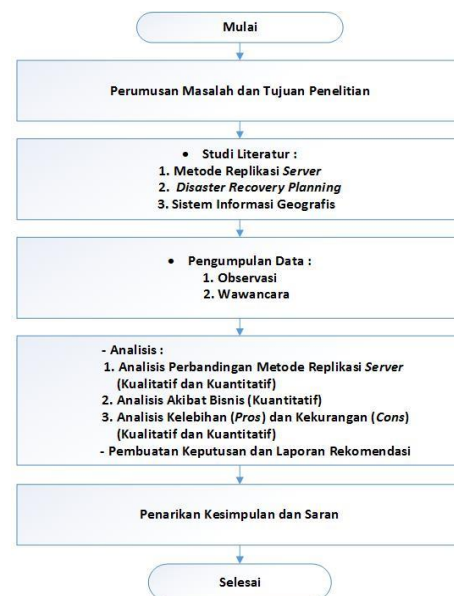 Mulai
Perumusan Masalah dan Tujuan Penelitian
• Studi Literatur :
1. Metode Replikasi Server
2. Disaster Recovery Planning
3. Sistem Informasi Geografis
• Pengumpulan Data :
1. Observasi
2. Wawancara
- Analisis :
1. Analisis Perbandingan Metode Replikasi Server
(Kualitatif dan Kuantitatif)
2. Analisis Akibat Bisnis (Kuantitatif)
3. Analisis Kelebihan (Pros) dan Kekurangan (Cons)
(Kualitatif dan Kuantitatif)
- Pembuatan Keputusan dan Laporan Rekomendasi
Penarikan Kesimpulan dan Saran
Selesai